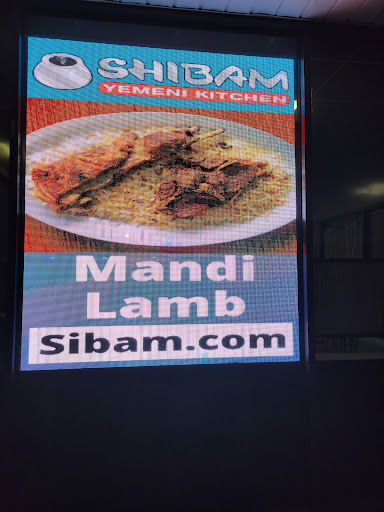 SHIBAM
YEMENI KITCHEN
Mandi
Lamb
Sibam.com